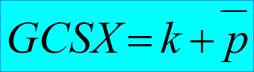 GCSX = k + p̅